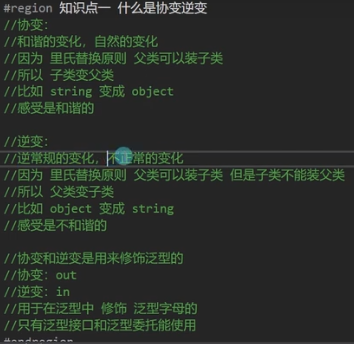 #region 知识点一 什么是协变逆变
//协变：
//和谐的变化，自然的变化
//因为 里氏替换原则 父类可以装子类
//所以 子类变父类
//比如 string 变成 object
//感受是和谐的
//逆变：
//逆常规的变化，不正常的变化
//因为 里氏替换原则 父类可以装子类 但是子类不能装父类
//所以 父类变子类
//比如 object 变成 string
//感受是不和谐的
//协变和逆变是用来修饰泛型的
//协变：out
//逆变：in
//用于在泛型中 修饰 泛型字母的
//只有泛型接口和泛型委托能使用
#endregion